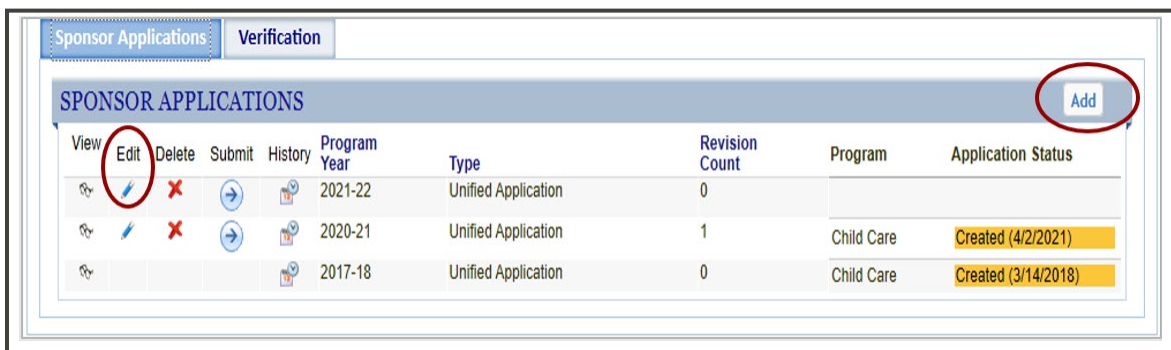 Sponsor Applications Verification
SPONSOR APPLICATIONS Add
View Edit Delete Submit History Program Year Type Revision Count Program Application Status
2021-22 Unified Application 0
2020-21 Unified Application 1 Child Care Created (4/2/2021)
2017-18 Unified Application 0 Child Care Created (3/14/2018)